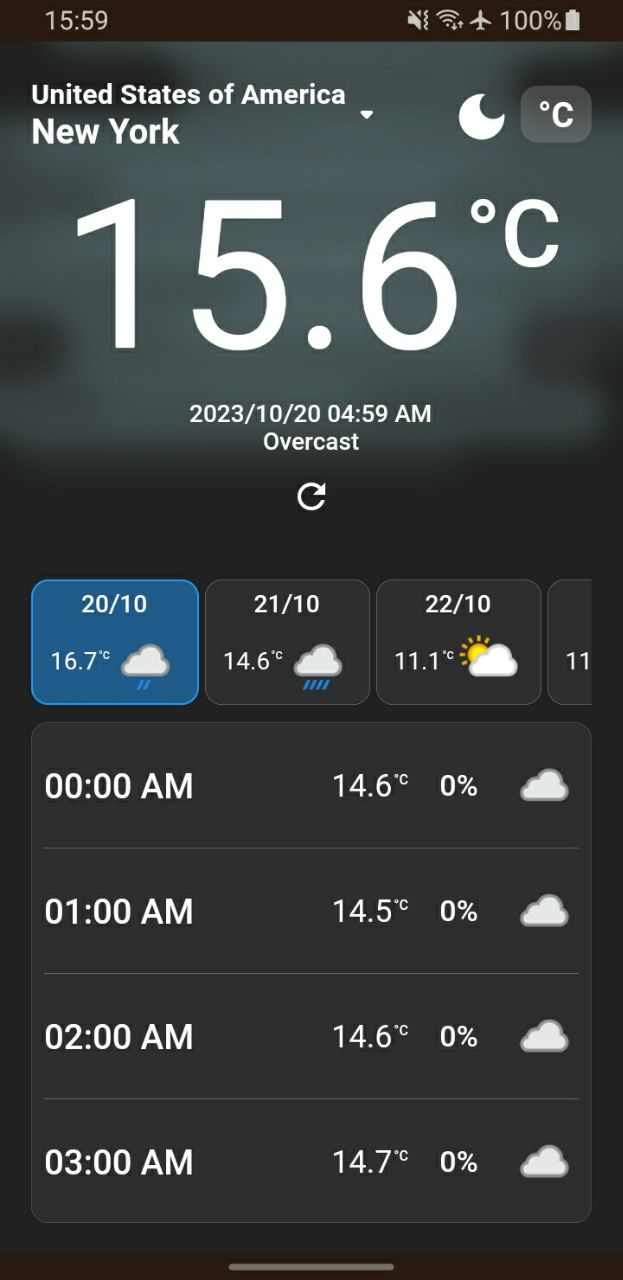 15:59 100%
United States of America
New York
°C
15.6°C
2023/10/20 04:59 AM
Overcast
20/10 21/10 22/10
16.7°C 14.6°C 11.1°C 11
00:00 AM 14.6°C 0%
01:00 AM 14.5°C 0%
02:00 AM 14.6°C 0%
03:00 AM 14.7°C 0%